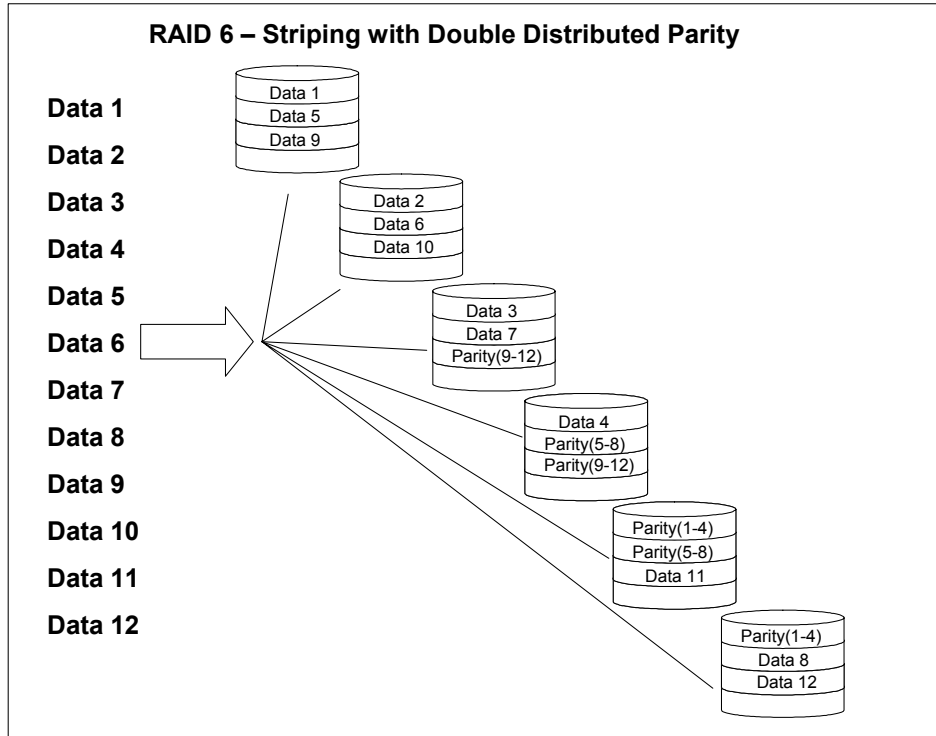 RAID 6 – Striping with Double Distributed Parity
Data 1
Data 2
Data 3
Data 4
Data 5
Data 6
Data 7
Data 8
Data 9
Data 10
Data 11
Data 12
Data 1
Data 5
Data 9
Data 2
Data 6
Data 10
Data 3
Data 7
Parity(9-12)
Data 4
Parity(5-8)
Parity(9-12)
Parity(1-4)
Parity(5-8)
Data 11
Parity(1-4)
Data 8
Data 12